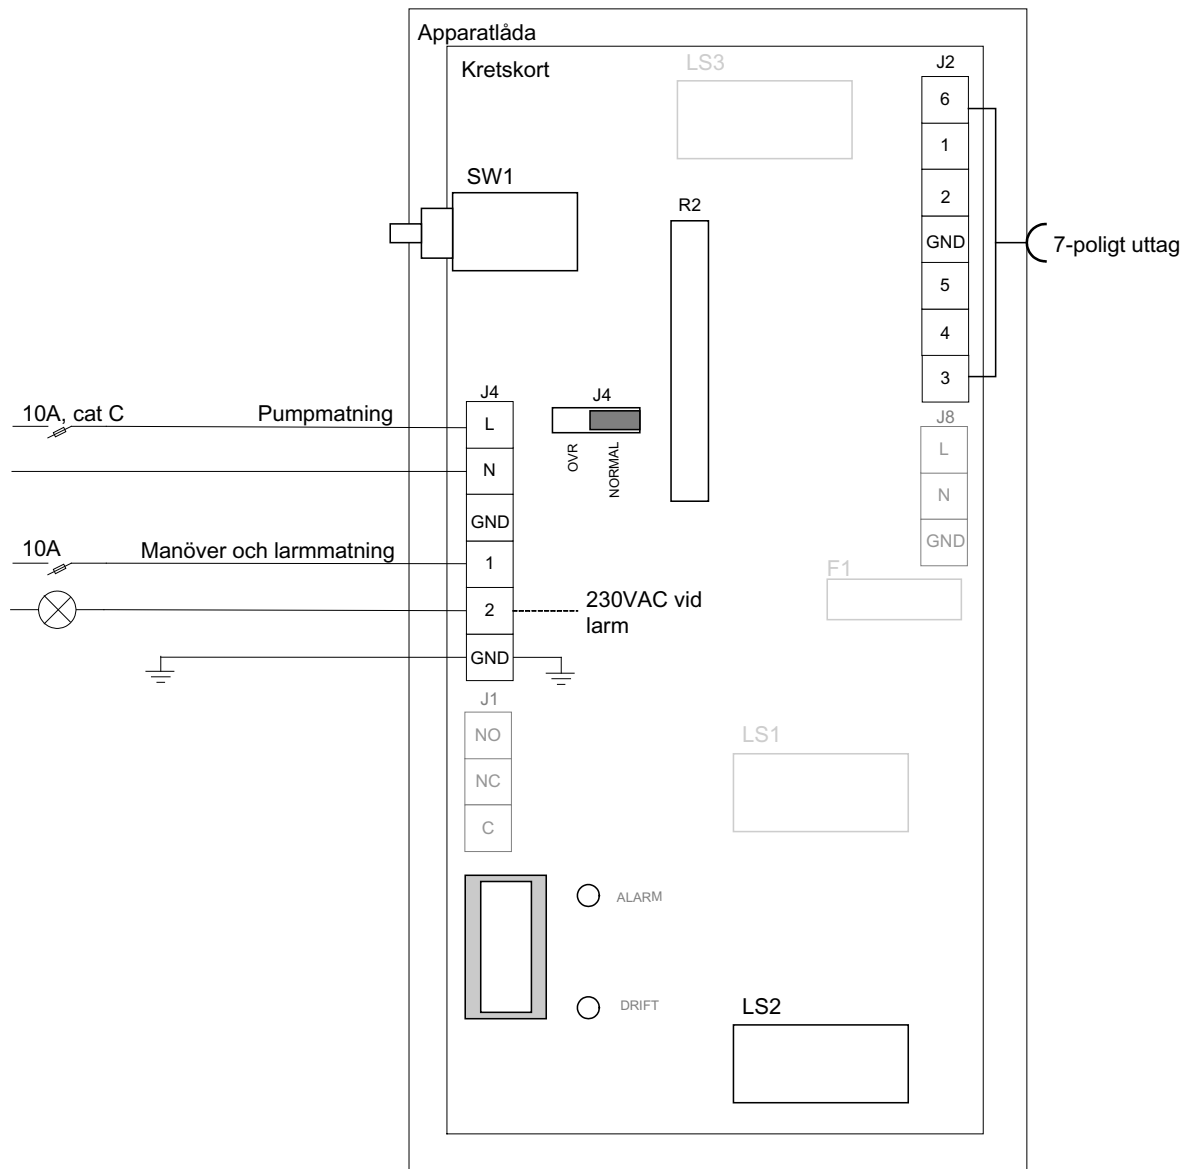 Apparatlåda
Kretskort
LS3
J2
6
1
2
GND
5
4
3
7-poligt uttag
SW1
R2
J4
10A, cat C
Pumpmatning
L
N
GND
10A
Manöver och larmmatning
1
2
230VAC vid
larm
GND
J4
OVR
NORMAL
J8
L
N
GND
F1
J1
NO
NC
C
LS1
ALARM
DRIFT
LS2